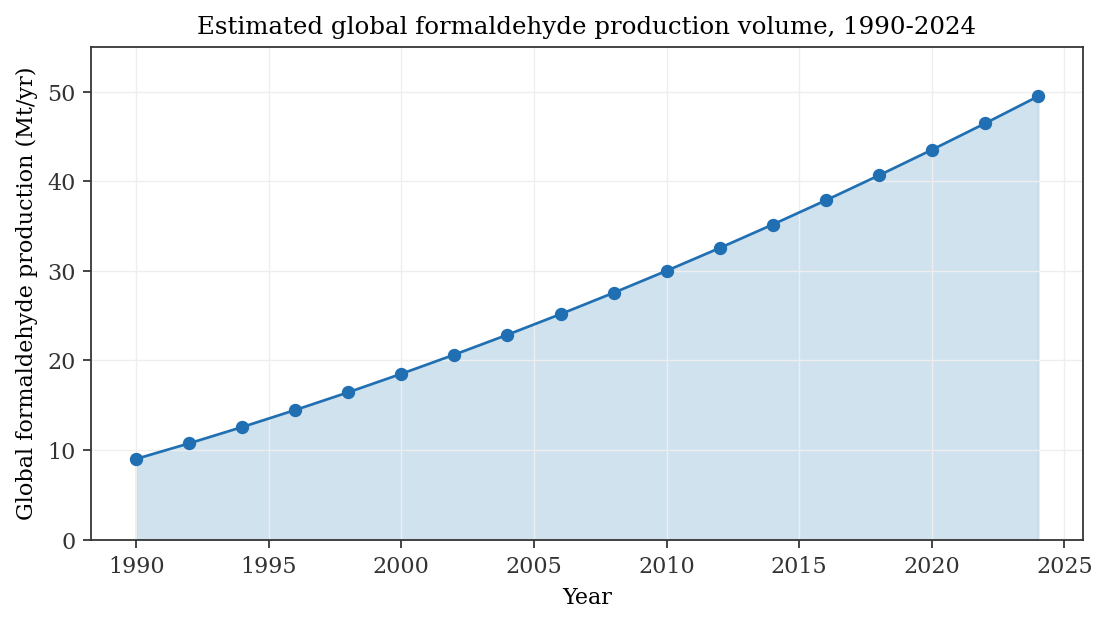 Estimated global formaldehyde production volume, 1990-2024
Global formaldehyde production (Mt/yr)
50
40
30
20
10
0
1990 1995 2000 2005 2010 2015 2020 2025
Year